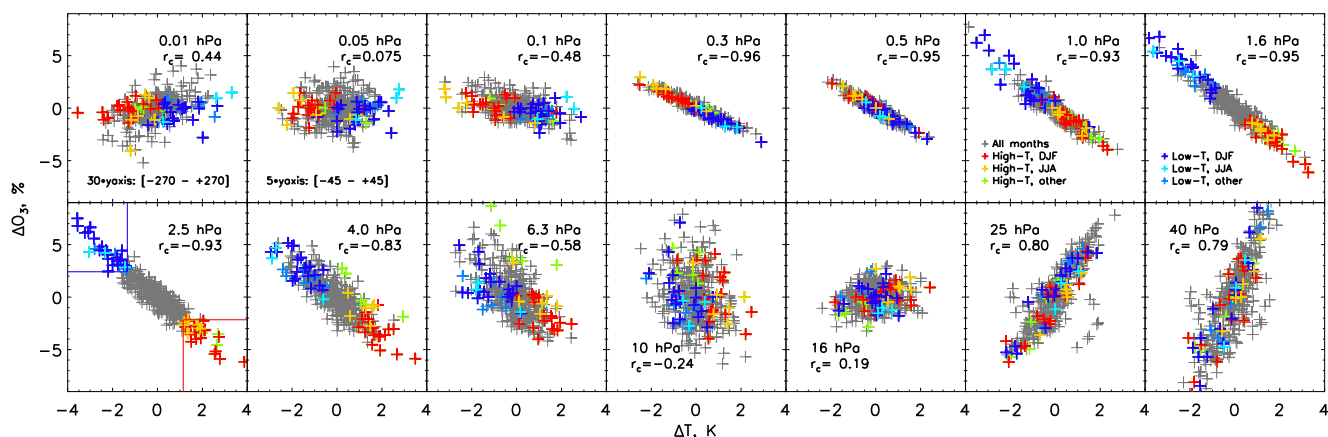 0.01 hPa
r_c= 0.44
30•yaxis: [-270 - +270]
0.05 hPa
r_c=0.075
5•yaxis: [-45 - +45]
0.1 hPa
r_c=-0.48
0.3 hPa
r_c=-0.96
0.5 hPa
r_c=-0.95
1.0 hPa
r_c=-0.93
All months
High-T, DJF
High-T, JJA
High-T, other
1.6 hPa
r_c=-0.95
Low-T, DJF
Low-T, JJA
Low-T, other
5
0
-5
ΔO₃, %
2.5 hPa
r_c=-0.93
4.0 hPa
r_c=-0.83
6.3 hPa
r_c=-0.58
10 hPa
r_c=-0.24
16 hPa
r_c= 0.19
25 hPa
r_c= 0.80
40 hPa
r_c= 0.79
5
0
-5
-4 -2 0 2 4 -2 0 2 4 -2 0 2 4 -2 0 2 4 -2 0 2 4 -2 0 2 4 -2 0 2 4
ΔT, K